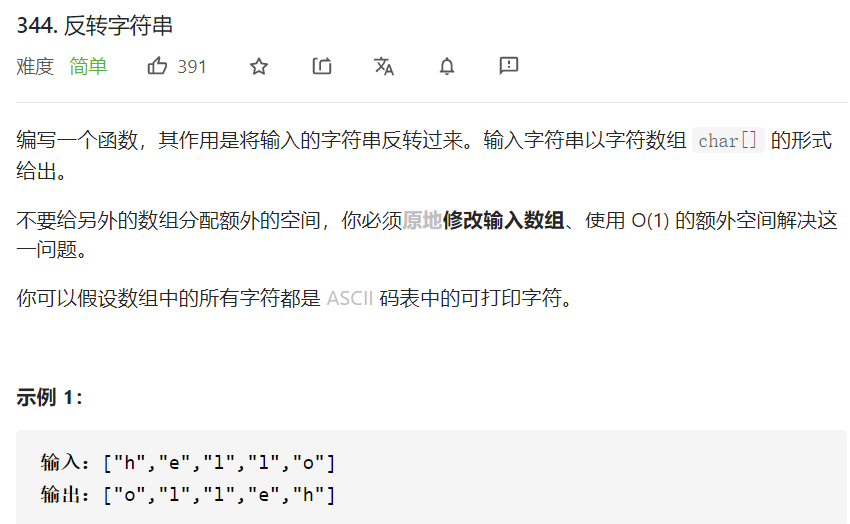 344. 反转字符串
难度 简单 391
编写一个函数，其作用是将输入的字符串反转过来。输入字符串以字符数组 char[] 的形式
给出。
不要给另外的数组分配额外的空间，你必须原地修改输入数组、使用 O(1) 的额外空间解决这
一问题。
你可以假设数组中的所有字符都是 ASCII 码表中的可打印字符。
示例 1：
输入：["h","e","l","l","o"]
输出：["o","l","l","e","h"]